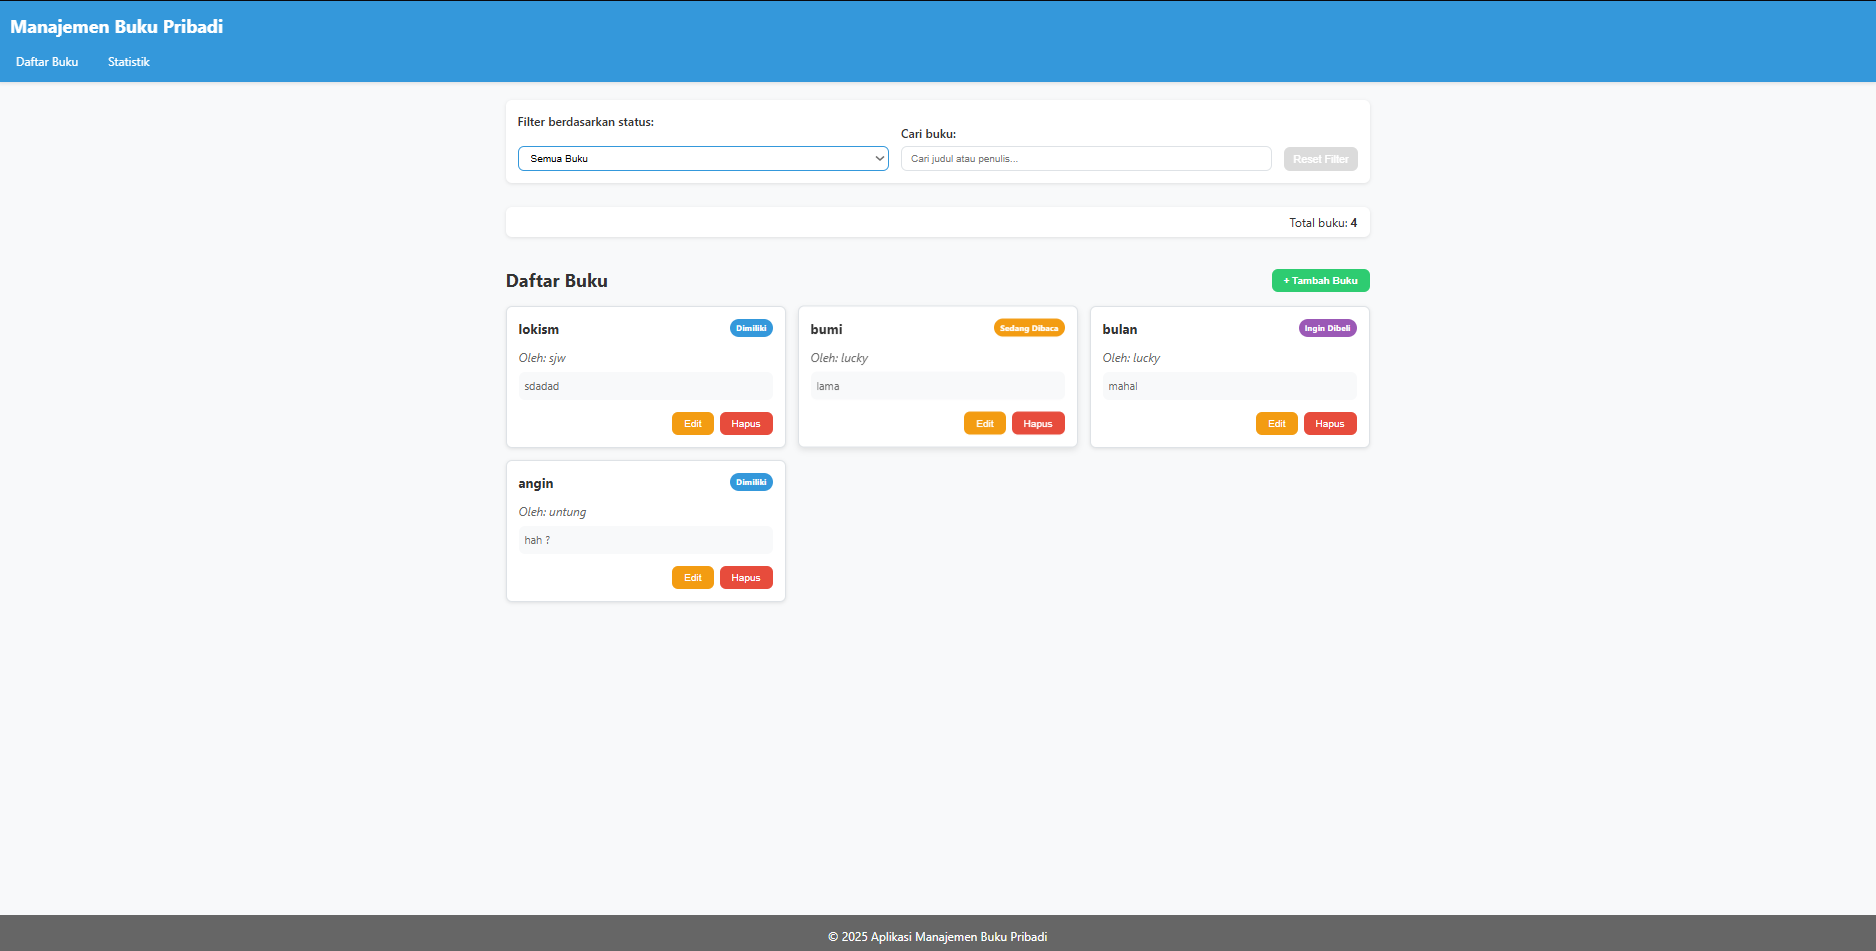 Manajemen Buku Pribadi
Daftar Buku Statistik
Filter berdasarkan status:
Cari buku:
Semua Buku
Cari judul atau penulis...
Reset Filter
Total buku: 4
Daftar Buku
+ Tambah Buku
lokism Dimiliki
Oleh: sjw
sdadad
Edit Hapus
bumi Sedang Dibaca
Oleh: lucky
lama
Edit Hapus
bulan Ingin Dibeli
Oleh: lucky
mahal
Edit Hapus
angin Dimiliki
Oleh: untung
hah ?
Edit Hapus
© 2025 Aplikasi Manajemen Buku Pribadi